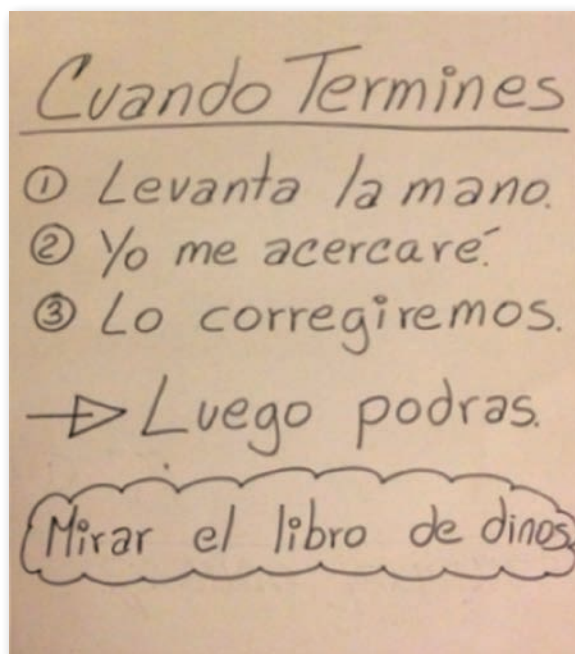 Cuando Termines
① Levanta la mano.
② Yo me acercaré.
③ Lo corregiremos.
→ Luego podras.
Mirar el libro de dinos.